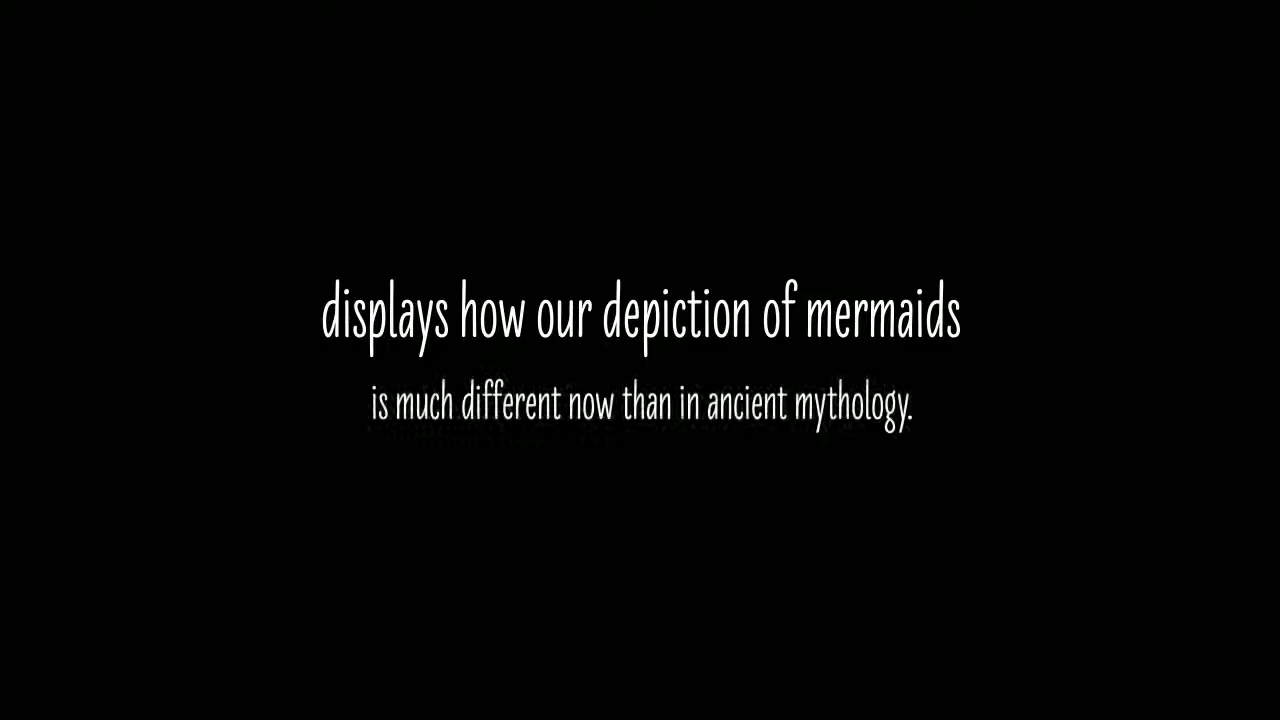 displays how our depiction of mermaids
is much different now than in ancient mythology.